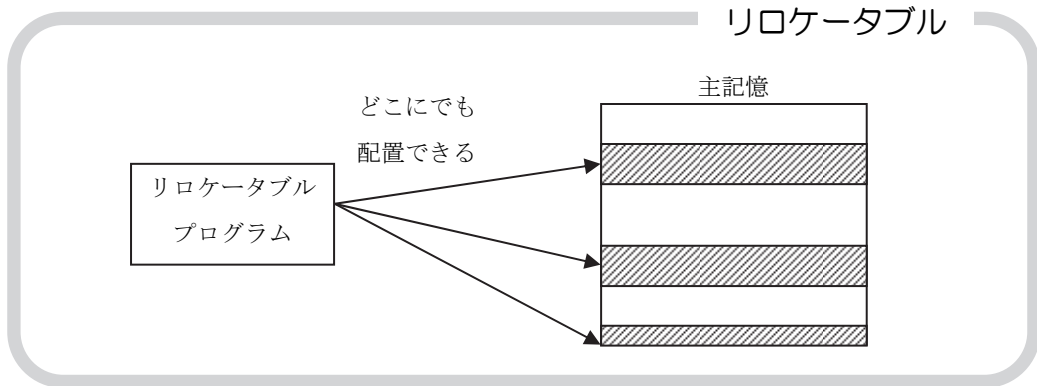 リロケータブル
主記憶
どこにでも
配置できる
リロケータブル
プログラム